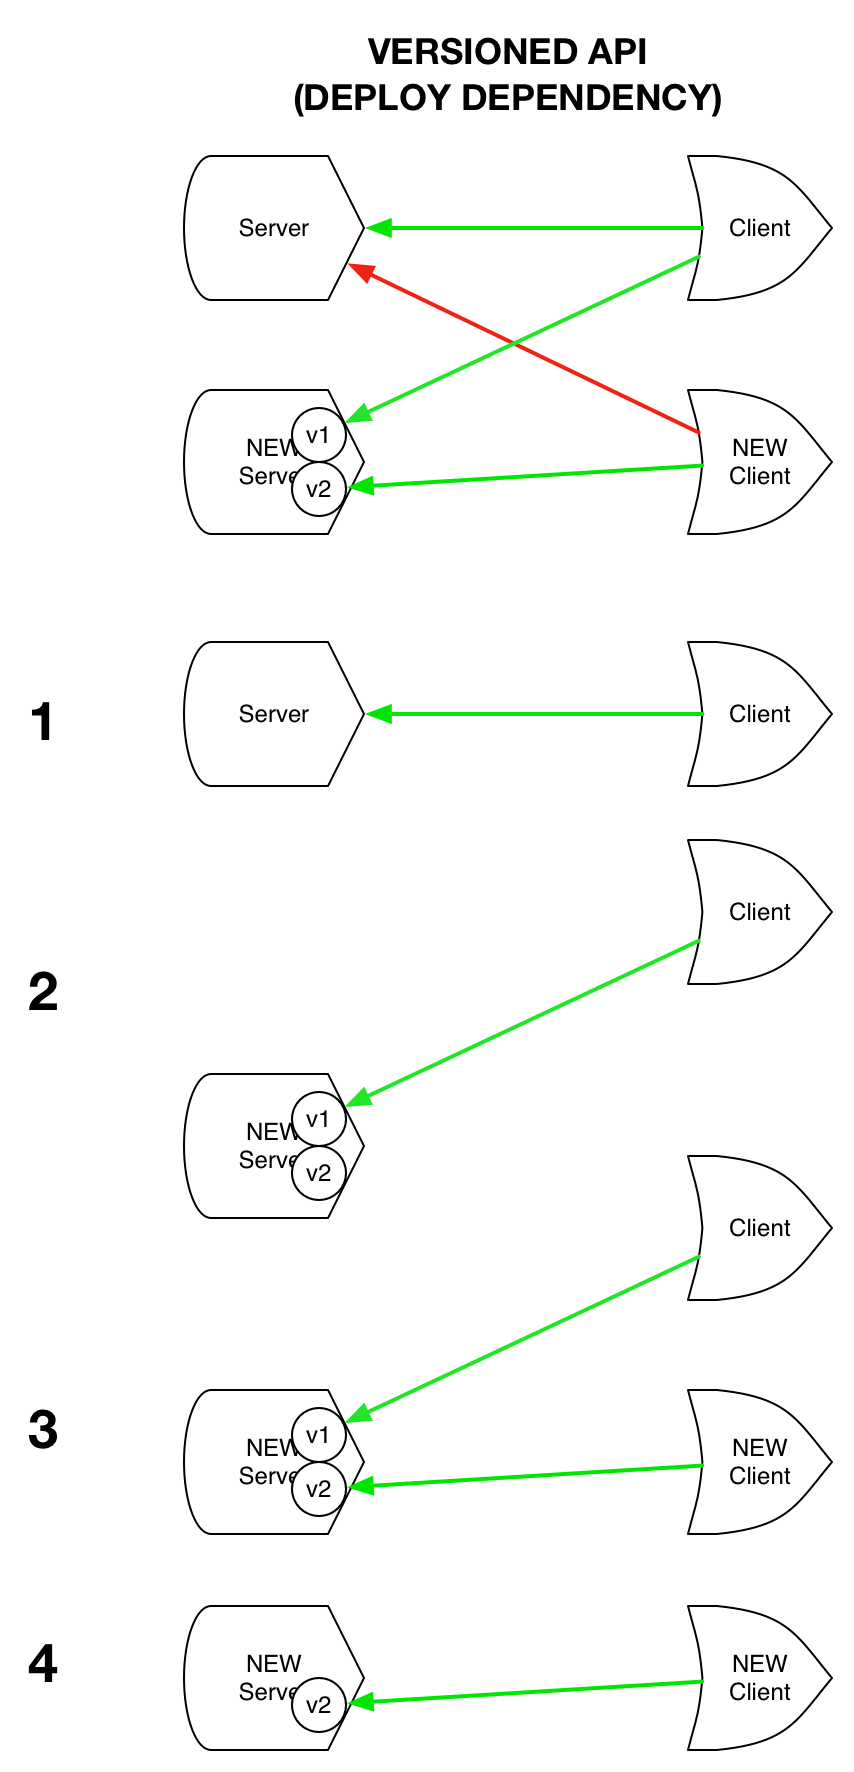 VERSIONED API
(DEPLOY DEPENDENCY)
Server
Client
NEW
Serve
v1
v2
NEW
Client
1
Server
Client
2
Client
NEW
Serve
v1
v2
Client
3
NEW
Serve
v1
v2
NEW
Client
4
NEW
Serve
v2
NEW
Client